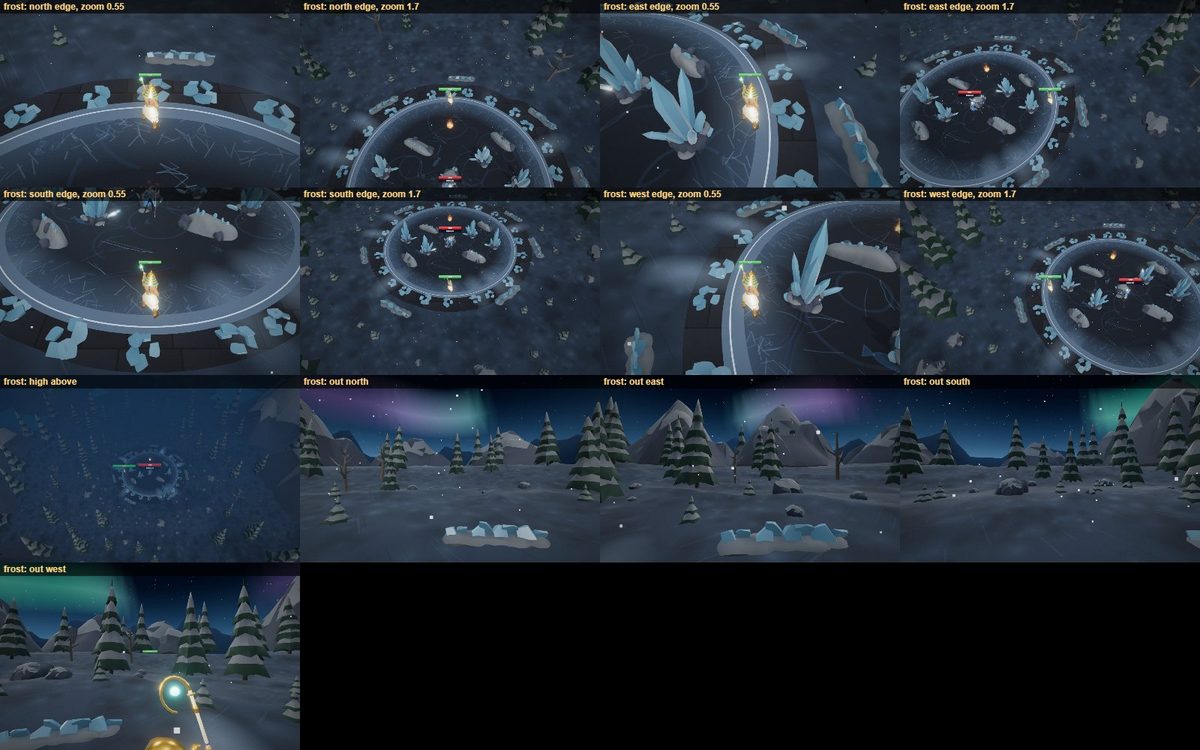 frost: north edge, zoom 0.55
frost: north edge, zoom 1.7
frost: east edge, zoom 0.55
frost: east edge, zoom 1.7
frost: south edge, zoom 0.55
frost: south edge, zoom 1.7
frost: west edge, zoom 0.55
frost: west edge, zoom 1.7
frost: high above
frost: out north
frost: out east
frost: out south
frost: out west